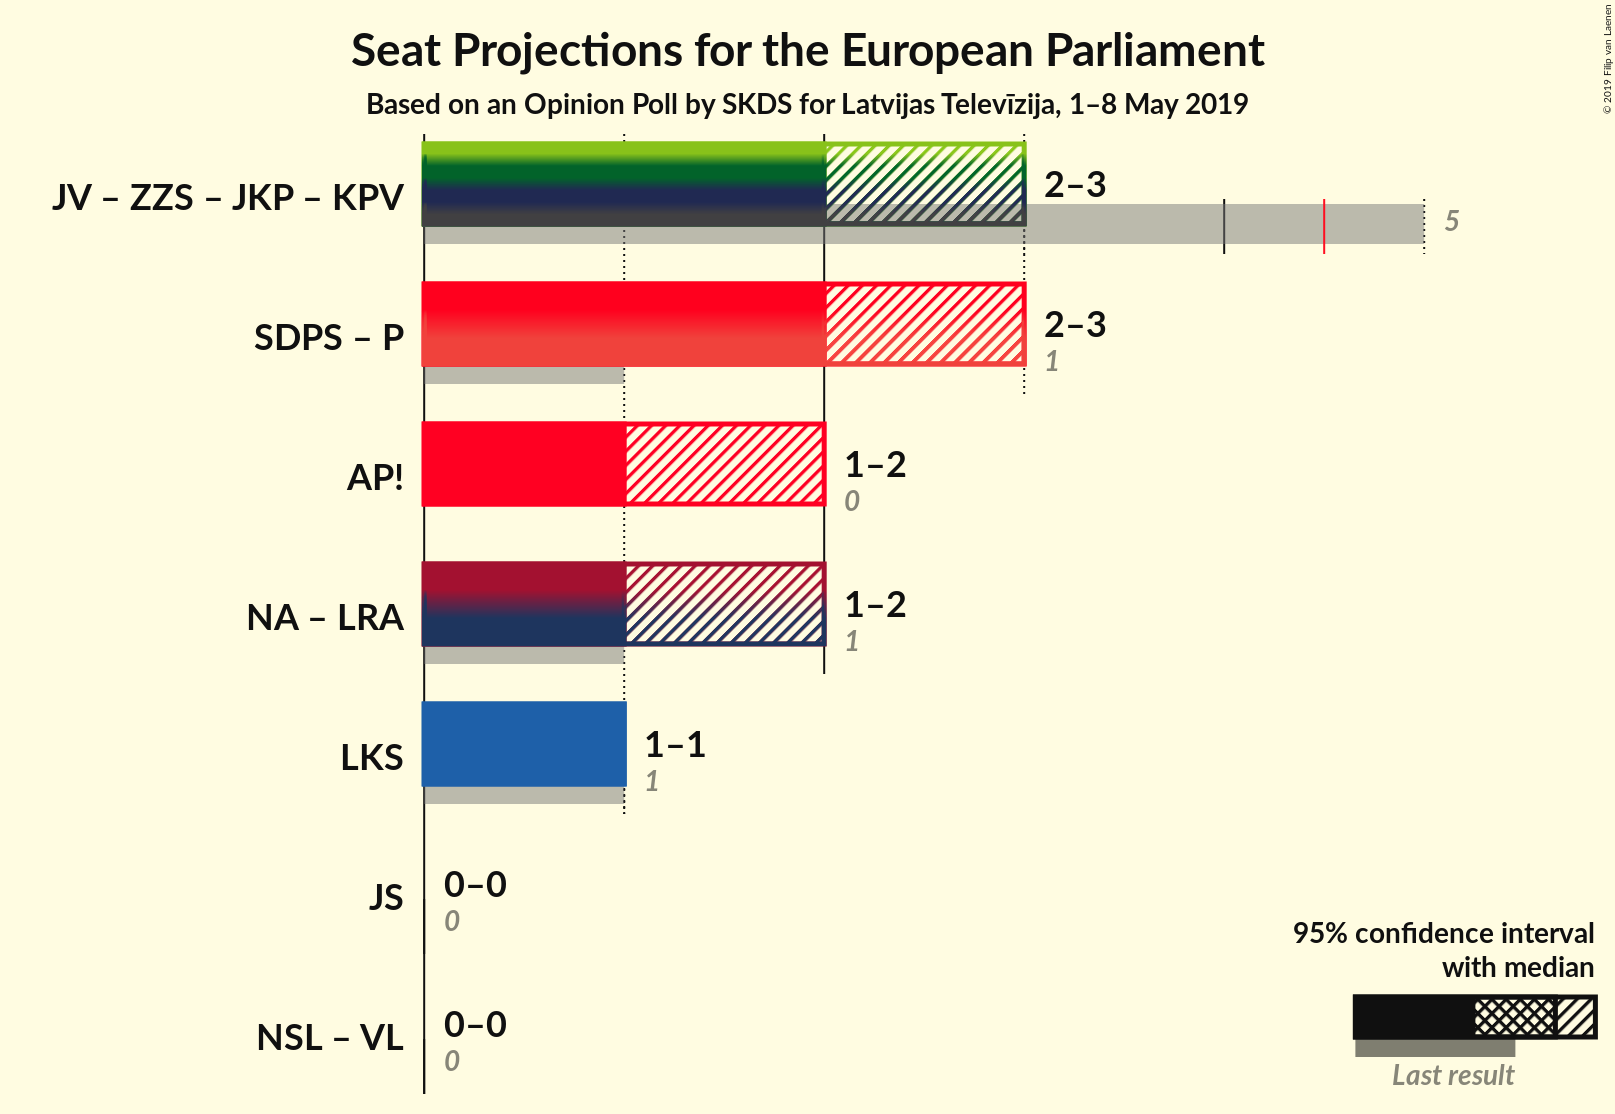 Seat Projections for the European Parliament
Based on an Opinion Poll by SKDS for Latvijas Televīzija, 1–8 May 2019
© 2019 Filip van Laenen
JV – ZZS – JKP – KPV
2–3
5
SDPS – P
2–3
1
AP!
1–2
0
NA – LRA
1–2
1
LKS
1–1
1
JS
0–0
0
NSL – VL
0–0
0
95% confidence interval
with median
Last result